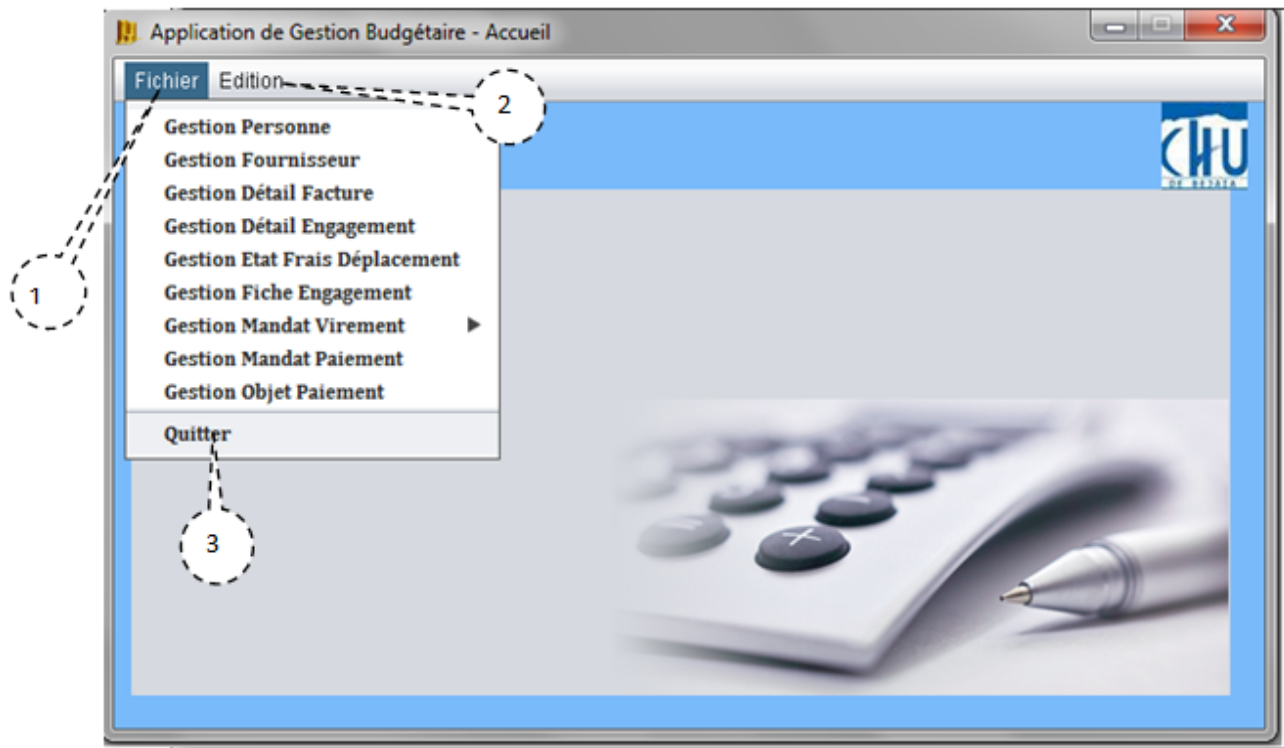 Application de Gestion Budgétaire - Accueil
Fichier Edition
2
CHU
DE BEJAIA
Gestion Personne
Gestion Fournisseur
Gestion Détail Facture
Gestion Détail Engagement
Gestion Etat Frais Déplacement
Gestion Fiche Engagement
Gestion Mandat Virement
Gestion Mandat Paiement
Gestion Objet Paiement
Quitter
1
3